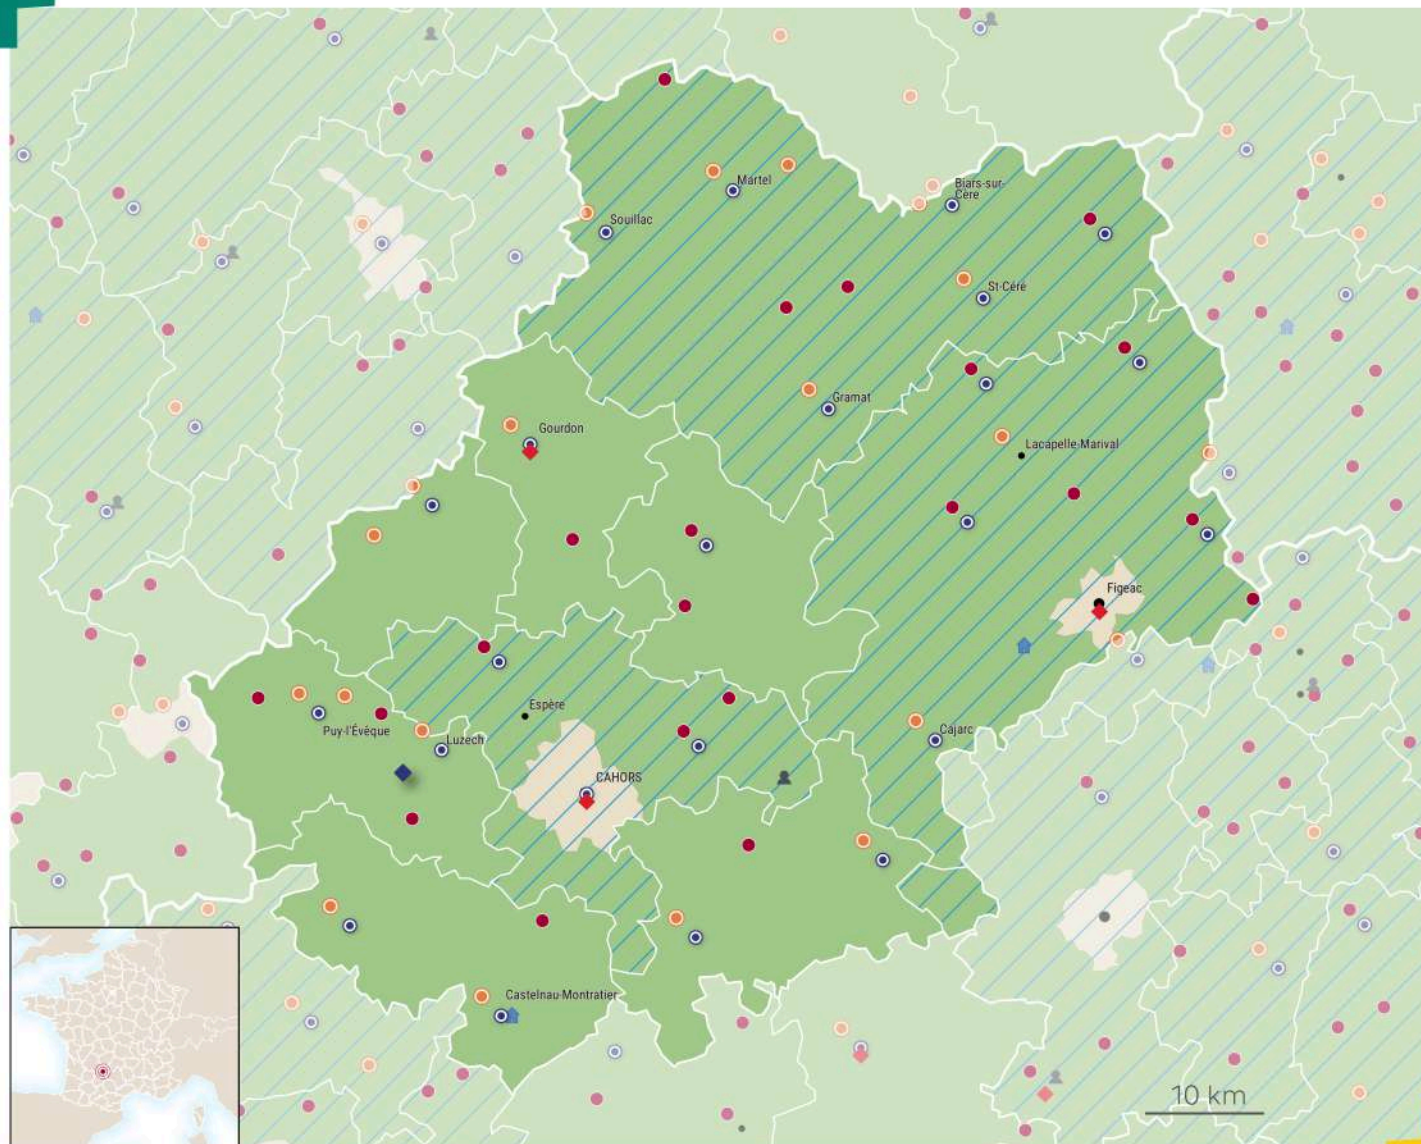 Martel
Biars-sur-
Cère
Souillac
St-Céré
Gramat
Gourdon
Lacapelle-Marival
Figeac
Espère
Puy-l'Évêque
Luzech
Cajarc
CAHORS
Castelnau-Montratier
10 km